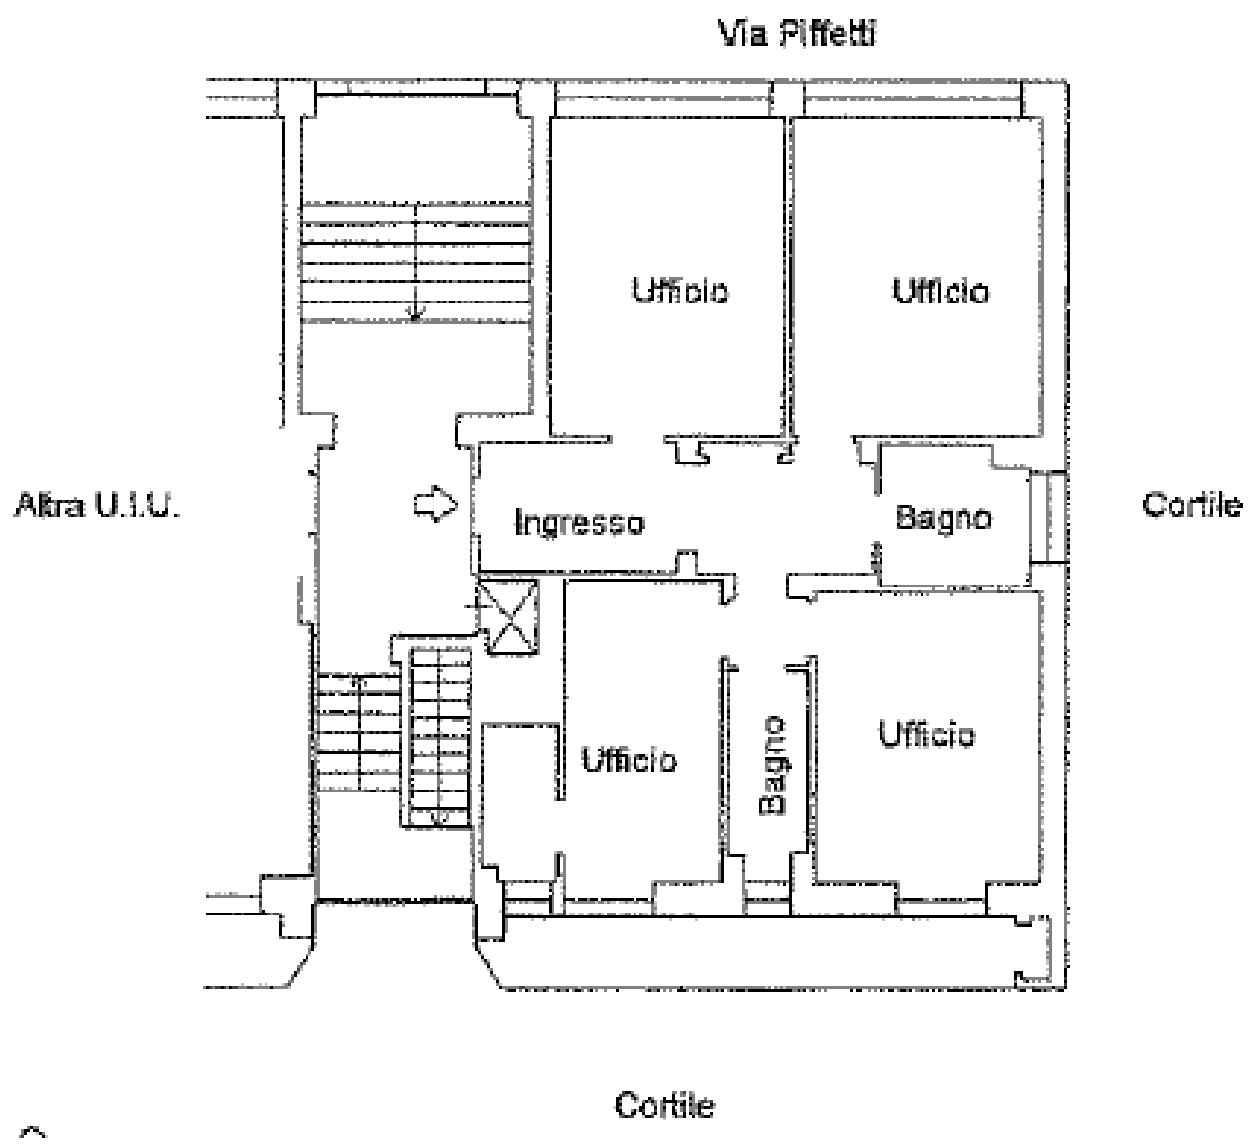 Via Piffetti
Ufficio
Ufficio
Altra U.I.U.
Ingresso
Bagno
Cortile
Ufficio
Bagno
Ufficio
Cortile